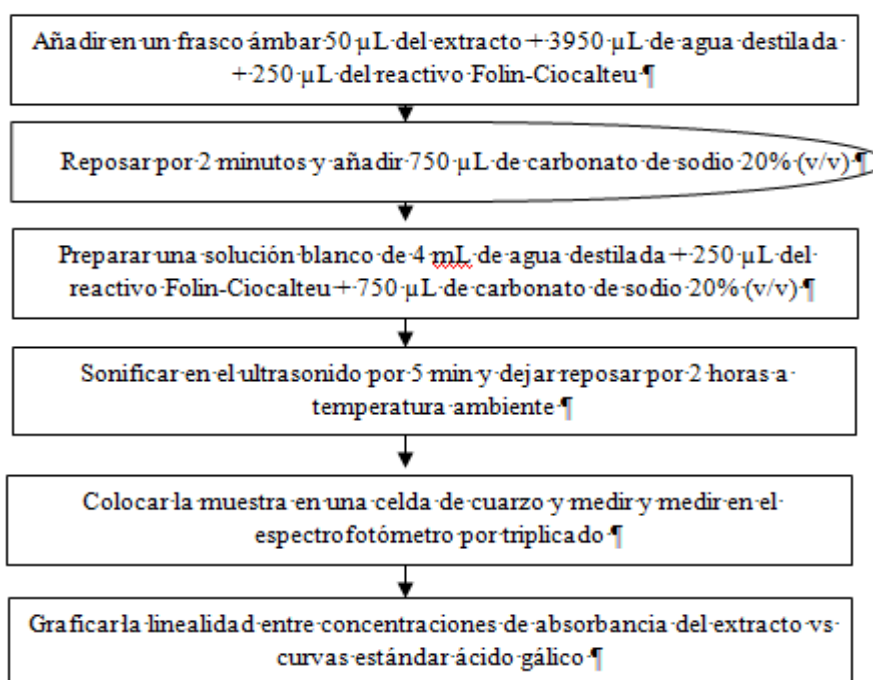 Añadir en un frasco ámbar 50 µL del extracto + 3950 µL de agua destilada
+ 250 µL del reactivo Folin-Ciocalteu ¶
Reposar por 2 minutos y añadir 750 µL de carbonato de sodio 20% (v/v) ¶
Preparar una solución blanco de 4 mL de agua destilada + 250 µL del
reactivo Folin-Ciocalteu + 750 µL de carbonato de sodio 20% (v/v) ¶
Sonificar en el ultrasonido por 5 min y dejar reposar por 2 horas a
temperatura ambiente ¶
Colocar la muestra en una celda de cuarzo y medir y medir en el
espectrofotómetro por triplicado ¶
Graficar la linealidad entre concentraciones de absorbancia del extracto vs
curvas estándar ácido gálico ¶